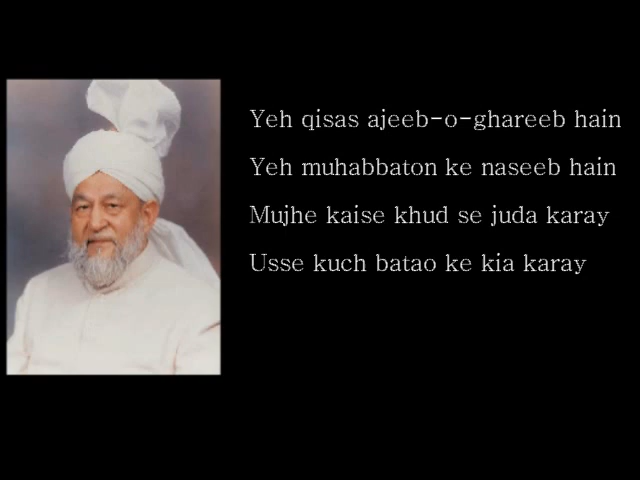 Yeh qisas ajeeb-o-ghareeb hain
Yeh muhabbaton ke naseeb hain
Mujhe kaise khud se juda karay
Usse kuch batao ke kia karay